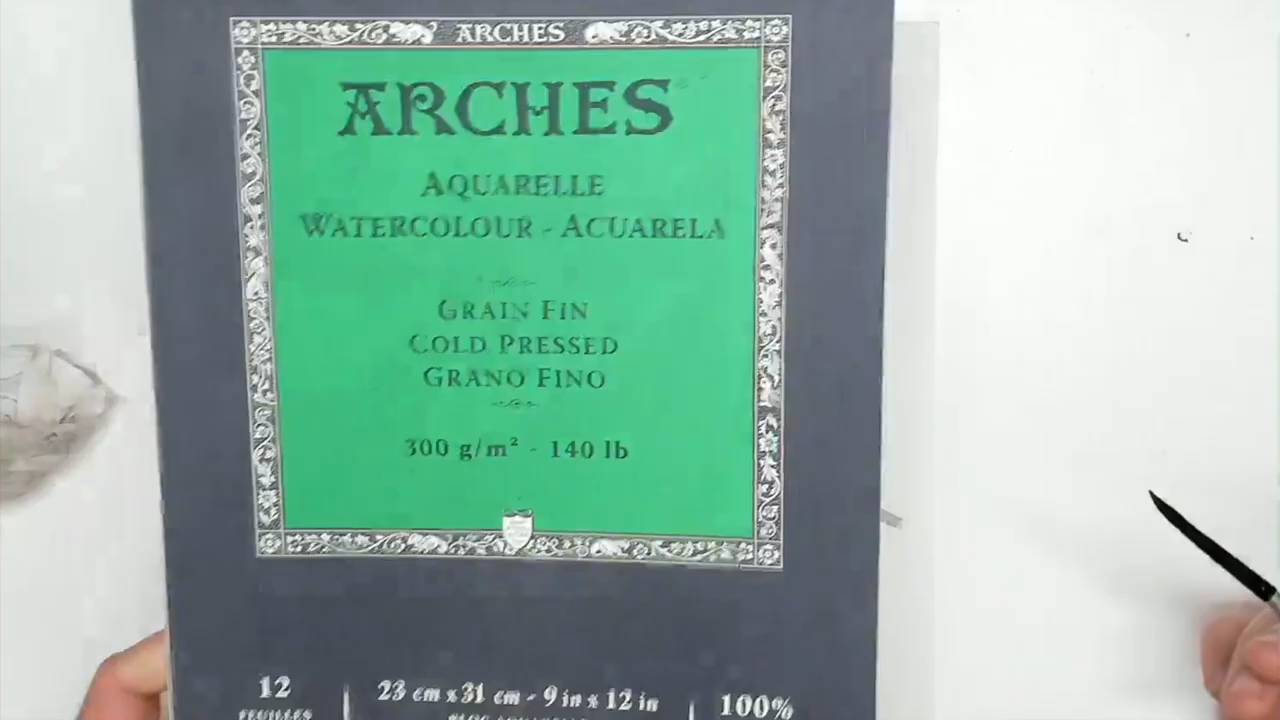 ARCHES
ARCHES
AQUARELLE
WATERCOLOUR - ACUARELA
GRAIN FIN
COLD PRESSED
GRANO FINO
300 g/m² - 140 lb
12
FEUILLES
23 cm x 31 cm - 9 in x 12 in
100%